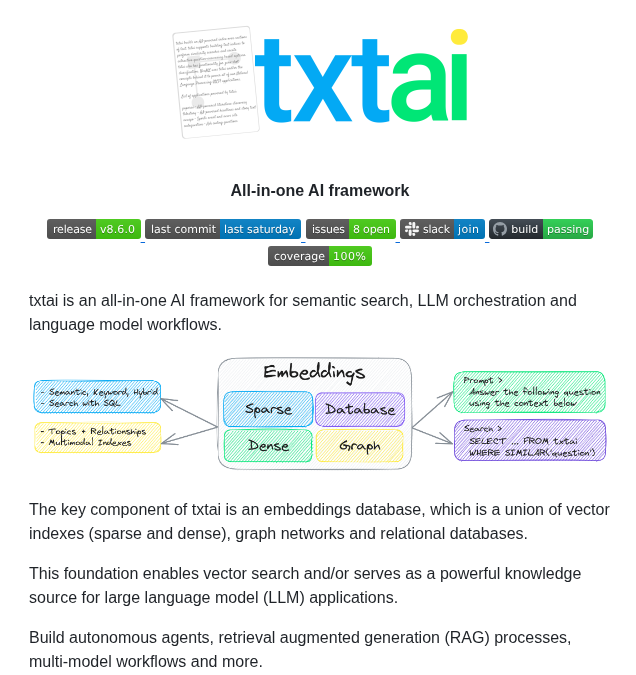 txtai
All-in-one AI framework
release v8.6.0 last commit last saturday issues 8 open slack join build passing
coverage 100%
txtai is an all-in-one AI framework for semantic search, LLM orchestration and
language model workflows.
Embeddings
Sparse Database
Dense Graph
- Semantic, Keyword, Hybrid
- Search with SQL
- Topics + Relationships
- Multimodal Indexes
Prompt >
Answer the following question
using the context below
Search >
SELECT ... FROM txtai
WHERE SIMILAR('question')
The key component of txtai is an embeddings database, which is a union of vector
indexes (sparse and dense), graph networks and relational databases.
This foundation enables vector search and/or serves as a powerful knowledge
source for large language model (LLM) applications.
Build autonomous agents, retrieval augmented generation (RAG) processes,
multi-model workflows and more.